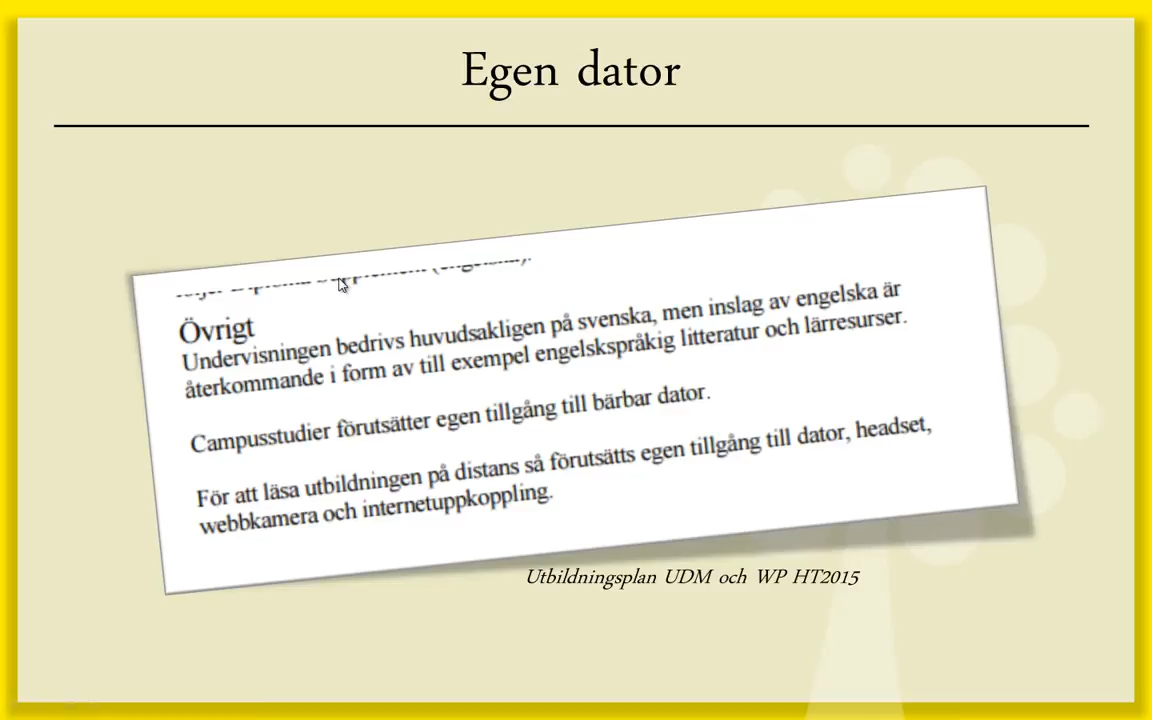 Egen dator
Övrigt
Undervisningen bedrivs huvudsakligen på svenska, men inslag av engelska är
återkommande i form av till exempel engelskspråkig litteratur och lärresurser.
Campusstudier förutsätter egen tillgång till bärbar dator.
För att läsa utbildningen på distans så förutsätts egen tillgång till dator, headset,
webbkamera och internetuppkoppling.
Utbildningsplan UDM och WP HT2015